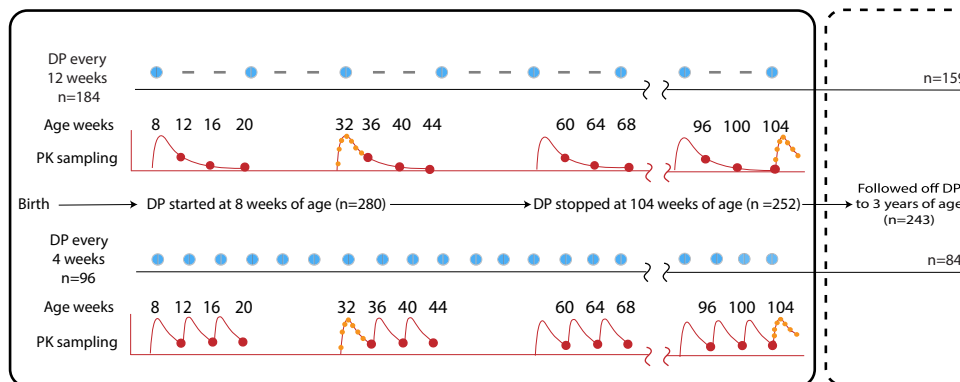 DP every
12 weeks
n=184
n=159
Age weeks
8 12 16 20 32 36 40 44 60 64 68 96 100 104
PK sampling
Birth DP started at 8 weeks of age (n=280) DP stopped at 104 weeks of age (n =252) Followed off DP
to 3 years of age
(n=243)
DP every
4 weeks
n=96
n=84
Age weeks
8 12 16 20 32 36 40 44 60 64 68 96 100 104
PK sampling